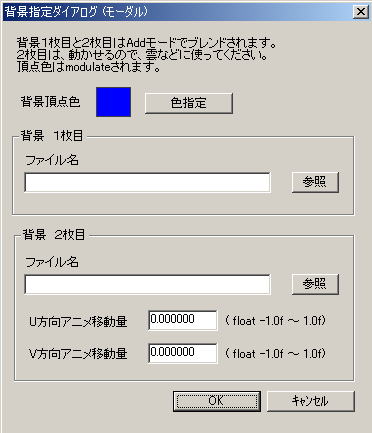 背景指定ダイアログ (モーダル)
背景1枚目と2枚目はAddモードでブレンドされます。
2枚目は、動かせるので、雲などに使ってください。
頂点色はmodulateされます。
背景頂点色 色指定
背景 1枚目
ファイル名
参照
背景 2枚目
ファイル名
参照
U方向アニメ移動量 0.000000 ( float -1.0f ～ 1.0f)
V方向アニメ移動量 0.000000 ( float -1.0f ～ 1.0f)
OK ｷｬﾝｾﾙ